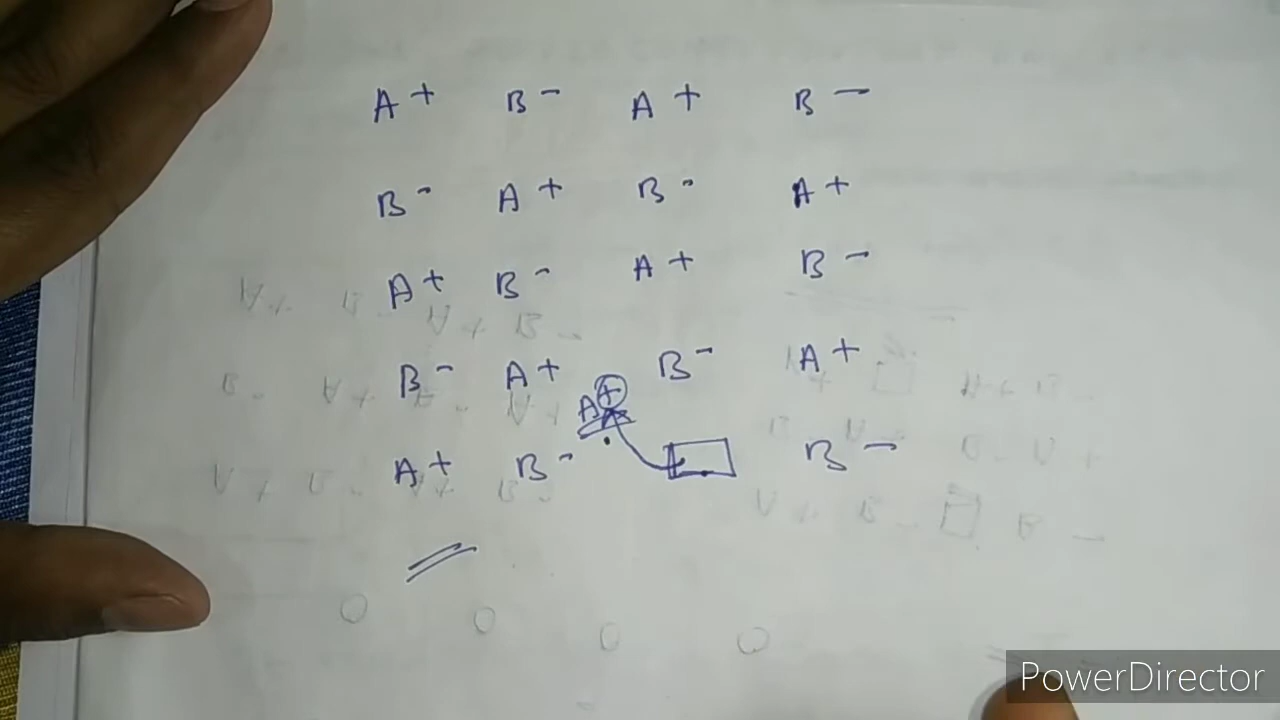 A + B - A + B -
B - A + B - A +
A + B - A + B -
B - A + B - A +
A +
A + B - B -
PowerDirector